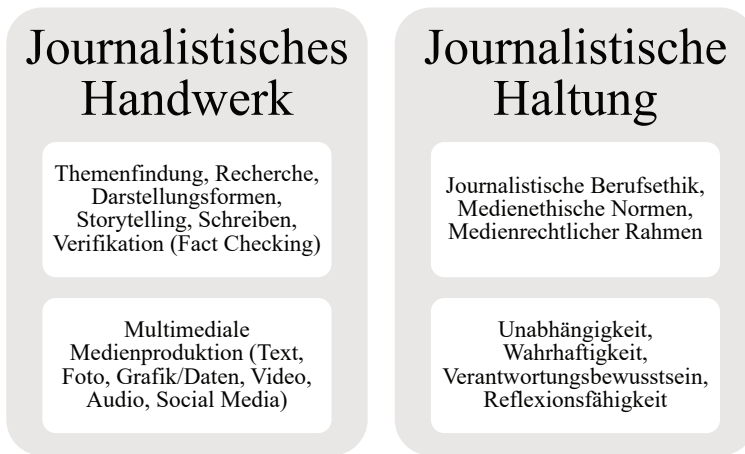 Journalistisches
Handwerk
Themenfindung, Recherche,
Darstellungsformen,
Storytelling, Schreiben,
Verifikation (Fact Checking)
Multimediale
Medienproduktion (Text,
Foto, Grafik/Daten, Video,
Audio, Social Media)
Journalistische
Haltung
Journalistische Berufsethik,
Medienethische Normen,
Medienrechtlicher Rahmen
Unabhängigkeit,
Wahrhaftigkeit,
Verantwortungsbewusstsein,
Reflexionsfähigkeit